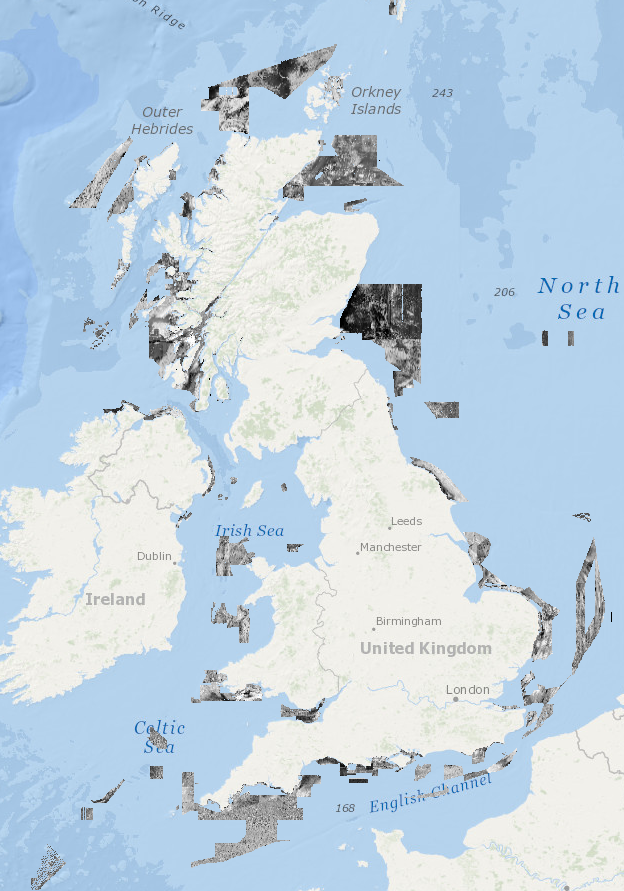 Ridge
Orkney
Islands
243
Outer
Hebrides
North
Sea
206
Leeds
Irish Sea
Manchester
Dublin
Ireland
Birmingham
United Kingdom
London
Celtic
Sea
English Channel
168